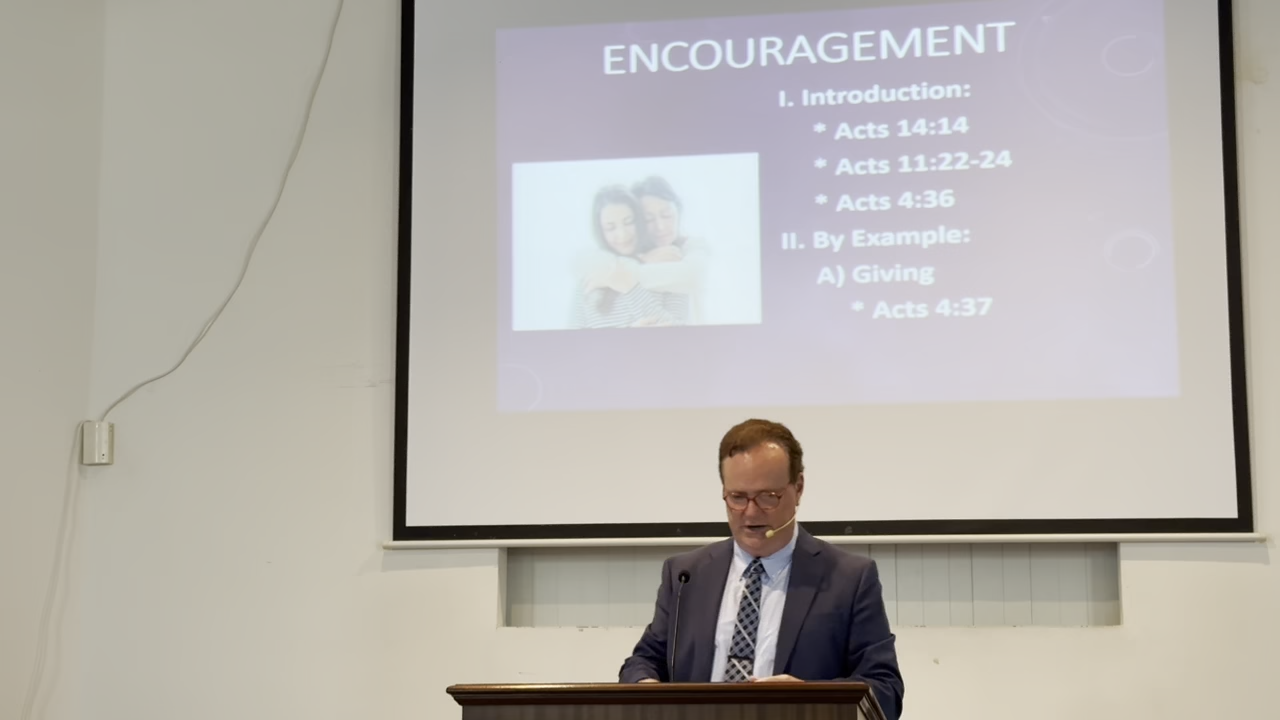 ENCOURAGEMENT
I. Introduction:
* Acts 14:14
* Acts 11:22-24
* Acts 4:36
II. By Example:
A) Giving
* Acts 4:37